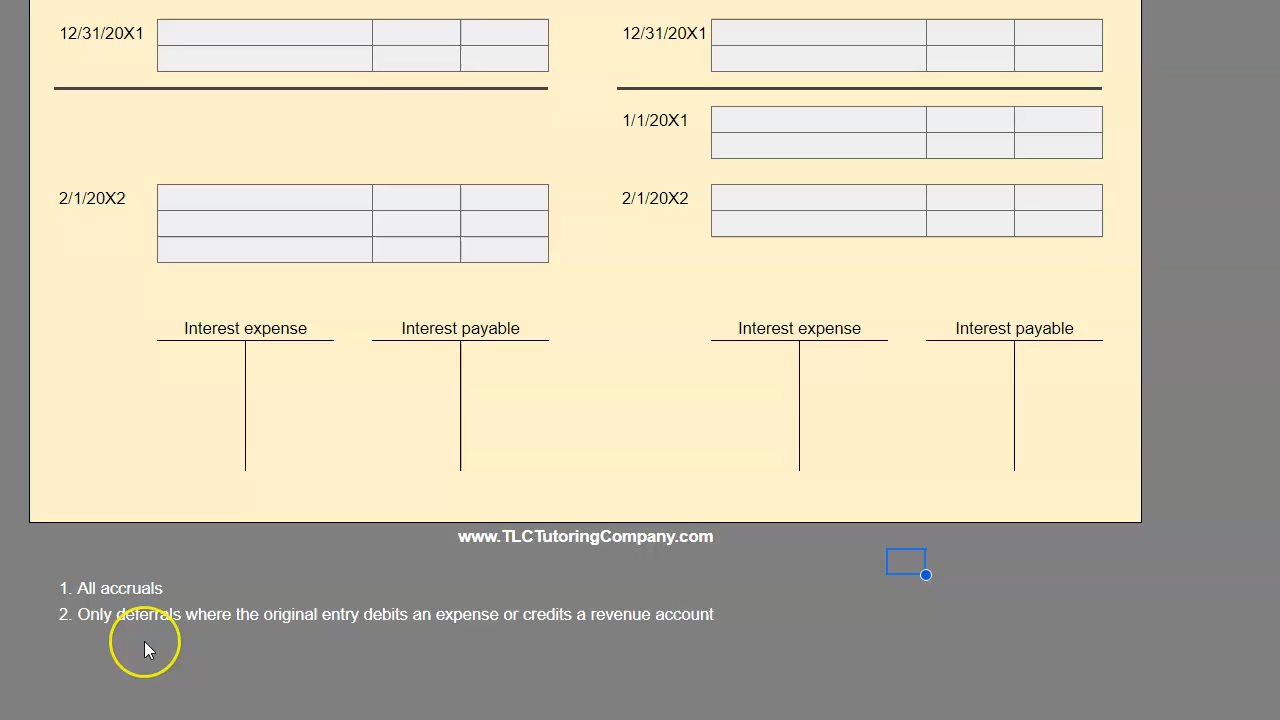 12/31/20X1
12/31/20X1
1/1/20X1
2/1/20X2
2/1/20X2
Interest expense
Interest payable
Interest expense
Interest payable
www.TLCTutoringCompany.com
1. All accruals
2. Only deferrals where the original entry debits an expense or credits a revenue account